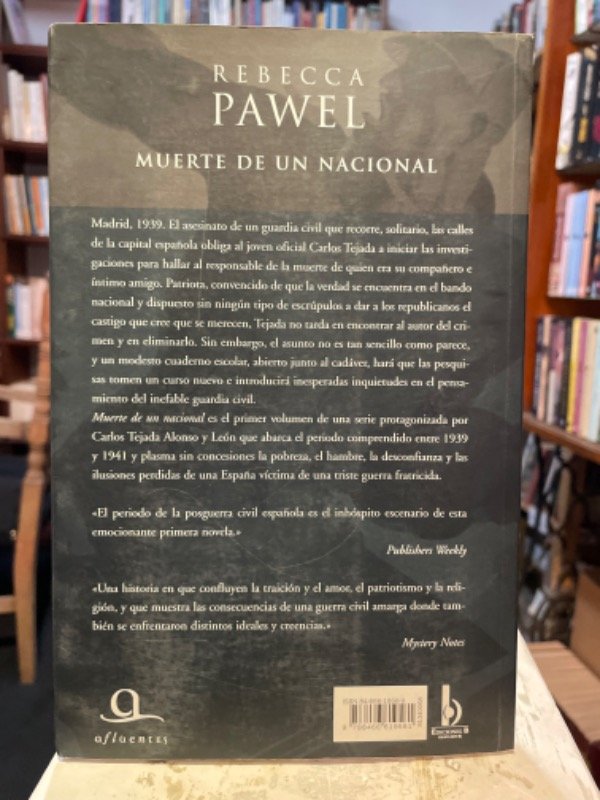 REBECCA
PAWEL
MUERTE DE UN NACIONAL
Madrid, 1939. El asesinato de un guardia civil que recorre, solitario, las calles
de la capital española obliga al joven oficial Carlos Tejada a iniciar las investi-
gaciones para hallar al responsable de la muerte de quien era su compañero e
íntimo amigo. Patriota, convencido de que la verdad se encuentra en el bando
nacional y dispuesto sin ningún tipo de escrúpulos a dar a los republicanos el
castigo que cree que se merecen, Tejada no tarda en encontrar al autor del cri-
men y en eliminarlo. Sin embargo, el asunto no es tan sencillo como parece,
y un modesto cuaderno escolar, abierto junto al cadáver, hará que las pesqui-
sas tomen un curso nuevo e introducirá inesperadas inquietudes en el pensa-
miento del inefable guardia civil.
Muerte de un nacional es el primer volumen de una serie protagonizada por
Carlos Tejada Alonso y León que abarca el periodo comprendido entre 1939
y 1941 y plasma sin concesiones la pobreza, el hambre, la desconfianza y las
ilusiones perdidas de una España víctima de una triste guerra fratricida.
«El periodo de la posguerra civil española es el inhóspito escenario de esta
emocionante primera novela.»
Publishers Weekly
«Una historia en que confluyen la traición y el amor, el patriotismo y la reli-
gión, y que muestra las consecuencias de una guerra civil amarga donde tam-
bién se enfrentaron distintos ideales y creencias.»
Mystery Notes
afluentes
EDICIONES B